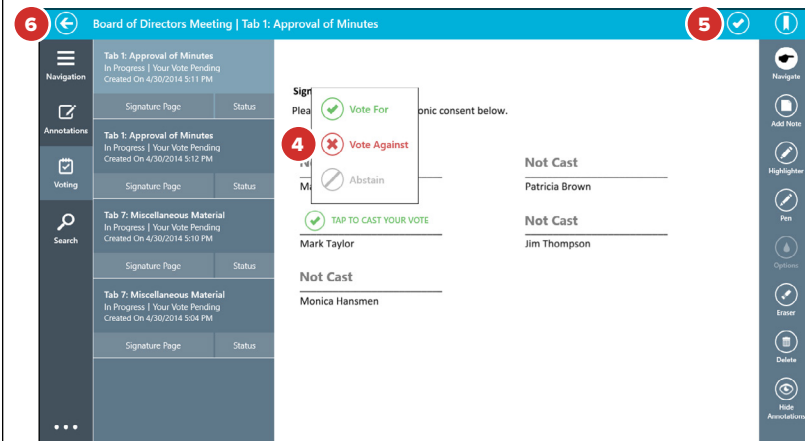 6
Board of Directors Meeting | Tab 1: Approval of Minutes
5
Navigation
Annotations
Voting
Search
Tab 1: Approval of Minutes
In Progress | Your Vote Pending
Created On 4/30/2014 5:11 PM
Signature Page Status
Tab 1: Approval of Minutes
In Progress | Your Vote Pending
Created On 4/30/2014 5:12 PM
Signature Page Status
Tab 7: Miscellaneous Material
In Progress | Your Vote Pending
Created On 4/30/2014 5:10 PM
Signature Page Status
Tab 7: Miscellaneous Material
In Progress | Your Vote Pending
Created On 4/30/2014 5:04 PM
Signature Page Status
Sign
Plea onic consent below.
Vote For
4
Vote Against
Abstain
Not Cast
Patricia Brown
TAP TO CAST YOUR VOTE
Mark Taylor
Not Cast
Jim Thompson
Not Cast
Monica Hansmen
Navigate
Add Note
Highlighter
Pen
Options
Eraser
Delete
Hide
Annotations